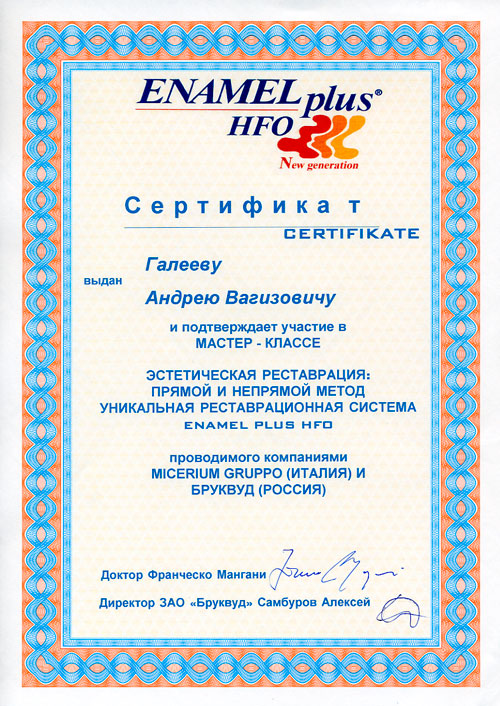 ENAMEL plus®
HFO
New generation
Сертификат
CERTIFIKATE
Галееву
выдан
Андрею Вагизовичу
и подтверждает участие в
МАСТЕР - КЛАССЕ
ЭСТЕТИЧЕСКАЯ РЕСТАВРАЦИЯ:
ПРЯМОЙ И НЕПРЯМОЙ МЕТОД
УНИКАЛЬНАЯ РЕСТАВРАЦИОННАЯ СИСТЕМА
ENAMEL PLUS HFO
проводимого компаниями
MICERIUM GRUPPO (ИТАЛИЯ) И
БРУКВУД (РОССИЯ)
Доктор Франческо Мангани
Директор ЗАО «Бруквуд» Самбуров Алексей